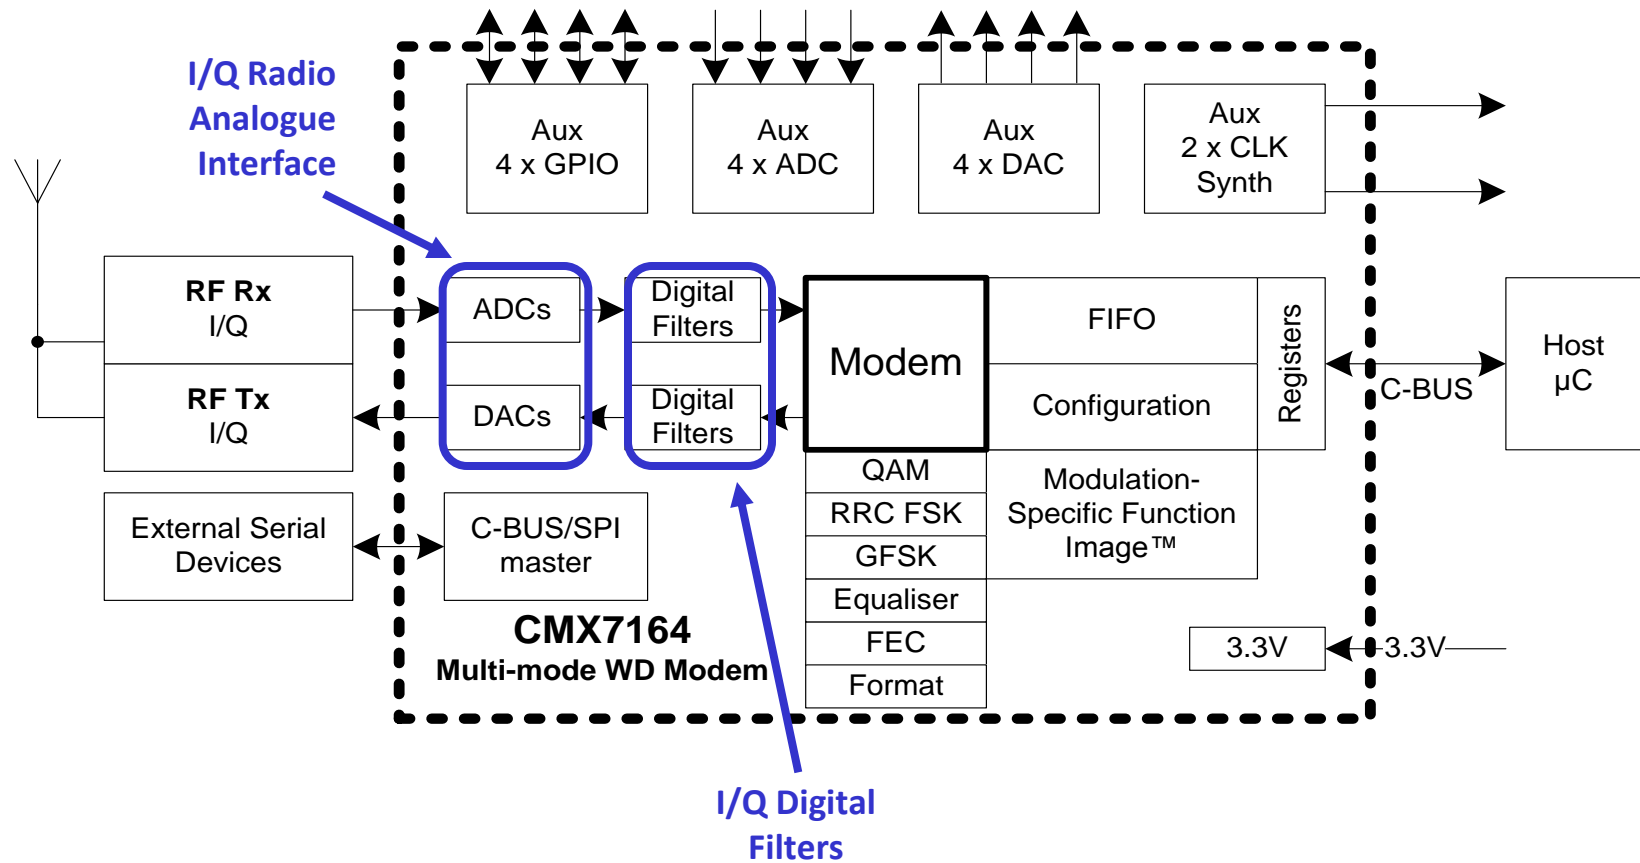 I/Q Radio
Analogue
Interface
Aux
4 x GPIO
Aux
4 x ADC
Aux
4 x DAC
Aux
2 x CLK
Synth
RF Rx
I/Q
RF Tx
I/Q
ADCs
DACs
Digital
Filters
Digital
Filters
Modem
FIFO
Configuration
Registers
C-BUS
Host
µC
QAM
RRC FSK
GFSK
Equaliser
FEC
Format
Modulation-
Specific Function
Image™
External Serial
Devices
C-BUS/SPI
master
CMX7164
Multi-mode WD Modem
3.3V
3.3V
I/Q Digital
Filters